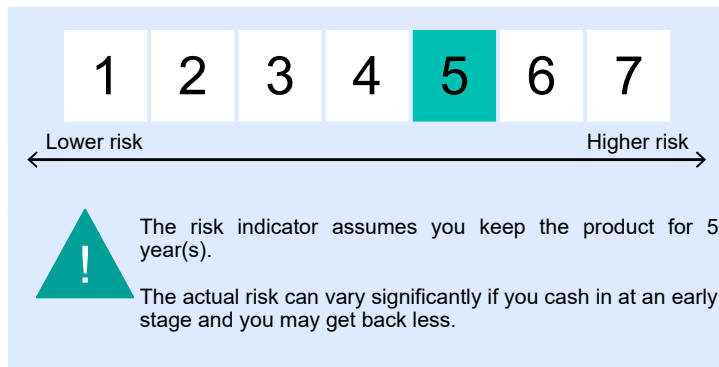 1 2 3 4 5 6 7
Lower risk Higher risk
!
The risk indicator assumes you keep the product for 5
year(s).
The actual risk can vary significantly if you cash in at an early
stage and you may get back less.